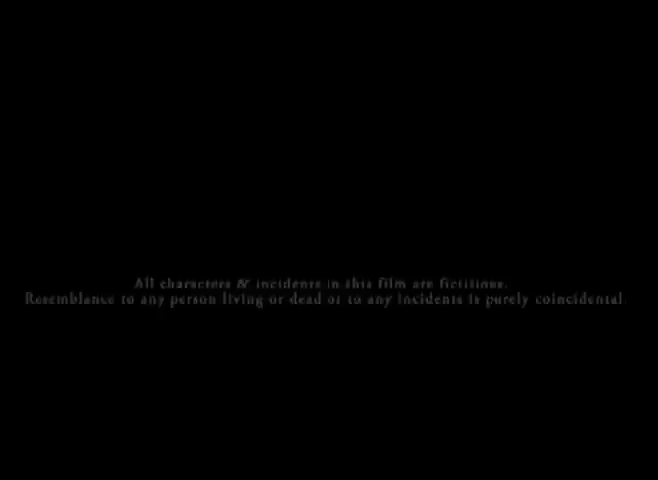 All characters & incidents in this film are fictitious.
Resemblance to any person living or dead or to any incidents is purely coincidental